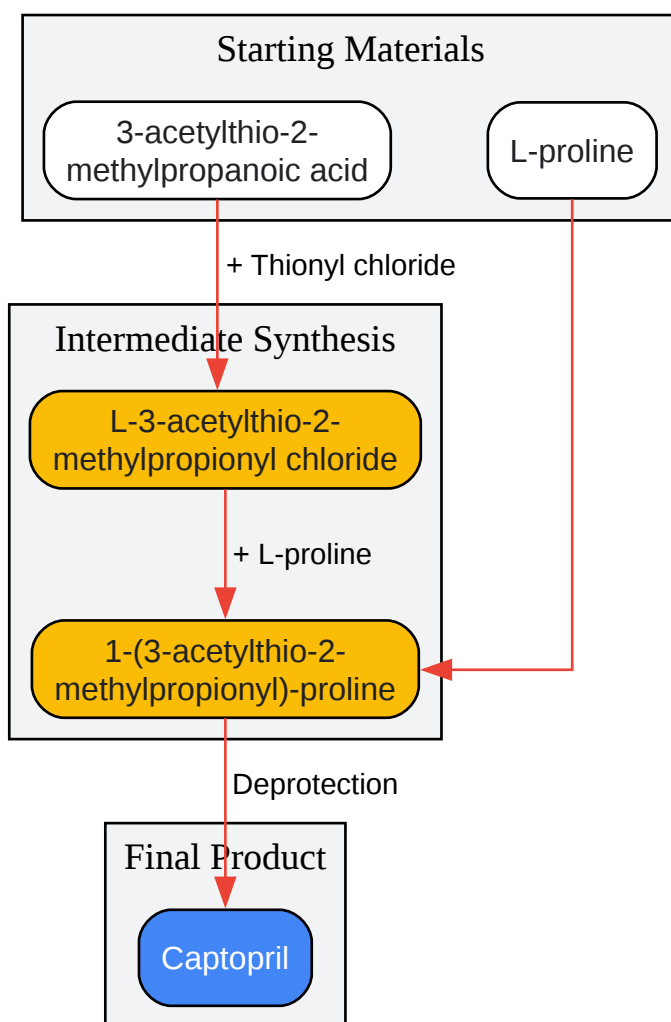 Starting Materials
3-acetylthio-2-
methylpropanoic acid
L-proline
+ Thionyl chloride
Intermediate Synthesis
L-3-acetylthio-2-
methylpropionyl chloride
+ L-proline
1-(3-acetylthio-2-
methylpropionyl)-proline
Deprotection
Final Product
Captopril